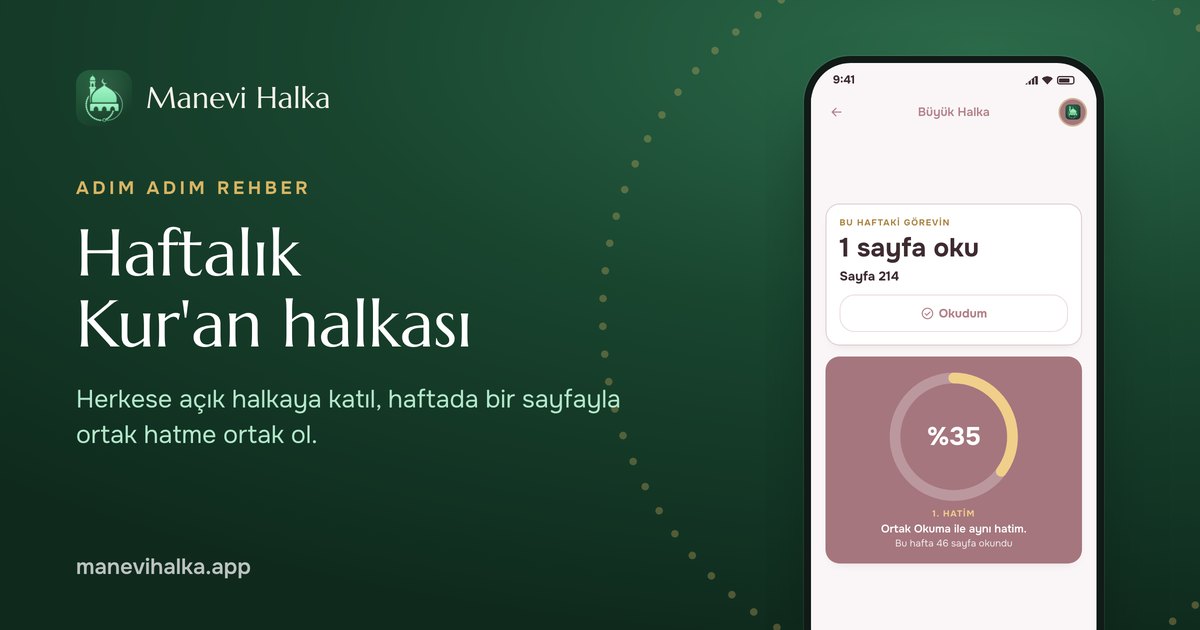 Manevi Halka
ADIM ADIM REHBER
Haftalık
Kur'an halkası
Herkese açık halkaya katıl, haftada bir sayfayla
ortak hatme ortak ol.
manevihalka.app
9:41
Büyük Halka
BU HAFTAKİ GÖREVİN
1 sayfa oku
Sayfa 214
Okudum
%35
1. HATİM
Ortak Okuma ile aynı hatim.
Bu hafta 46 sayfa okundu